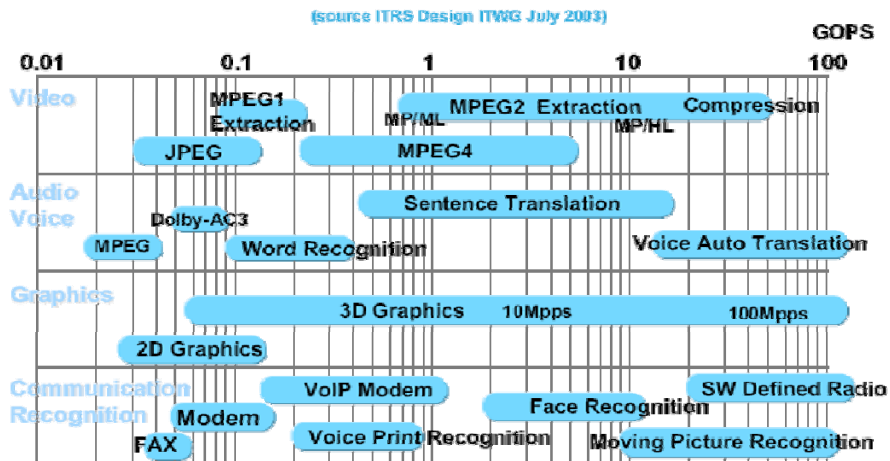 (source ITRS Design ITWG July 2003)
GOPS
0.01 0.1 1 10 100
Video
MPEG1
Extraction
MPEG2 Extraction
Compression
MP/ML
MP/HL
JPEG
MPEG4
Audio
Voice
Sentence Translation
Dolby-AC3
MPEG
Word Recognition
Voice Auto Translation
Graphics
3D Graphics
10Mpps
100Mpps
2D Graphics
Communication
Recognition
VoIP Modem
SW Defined Radio
Modem
Face Recognition
FAX
Voice Print Recognition
Moving Picture Recognition